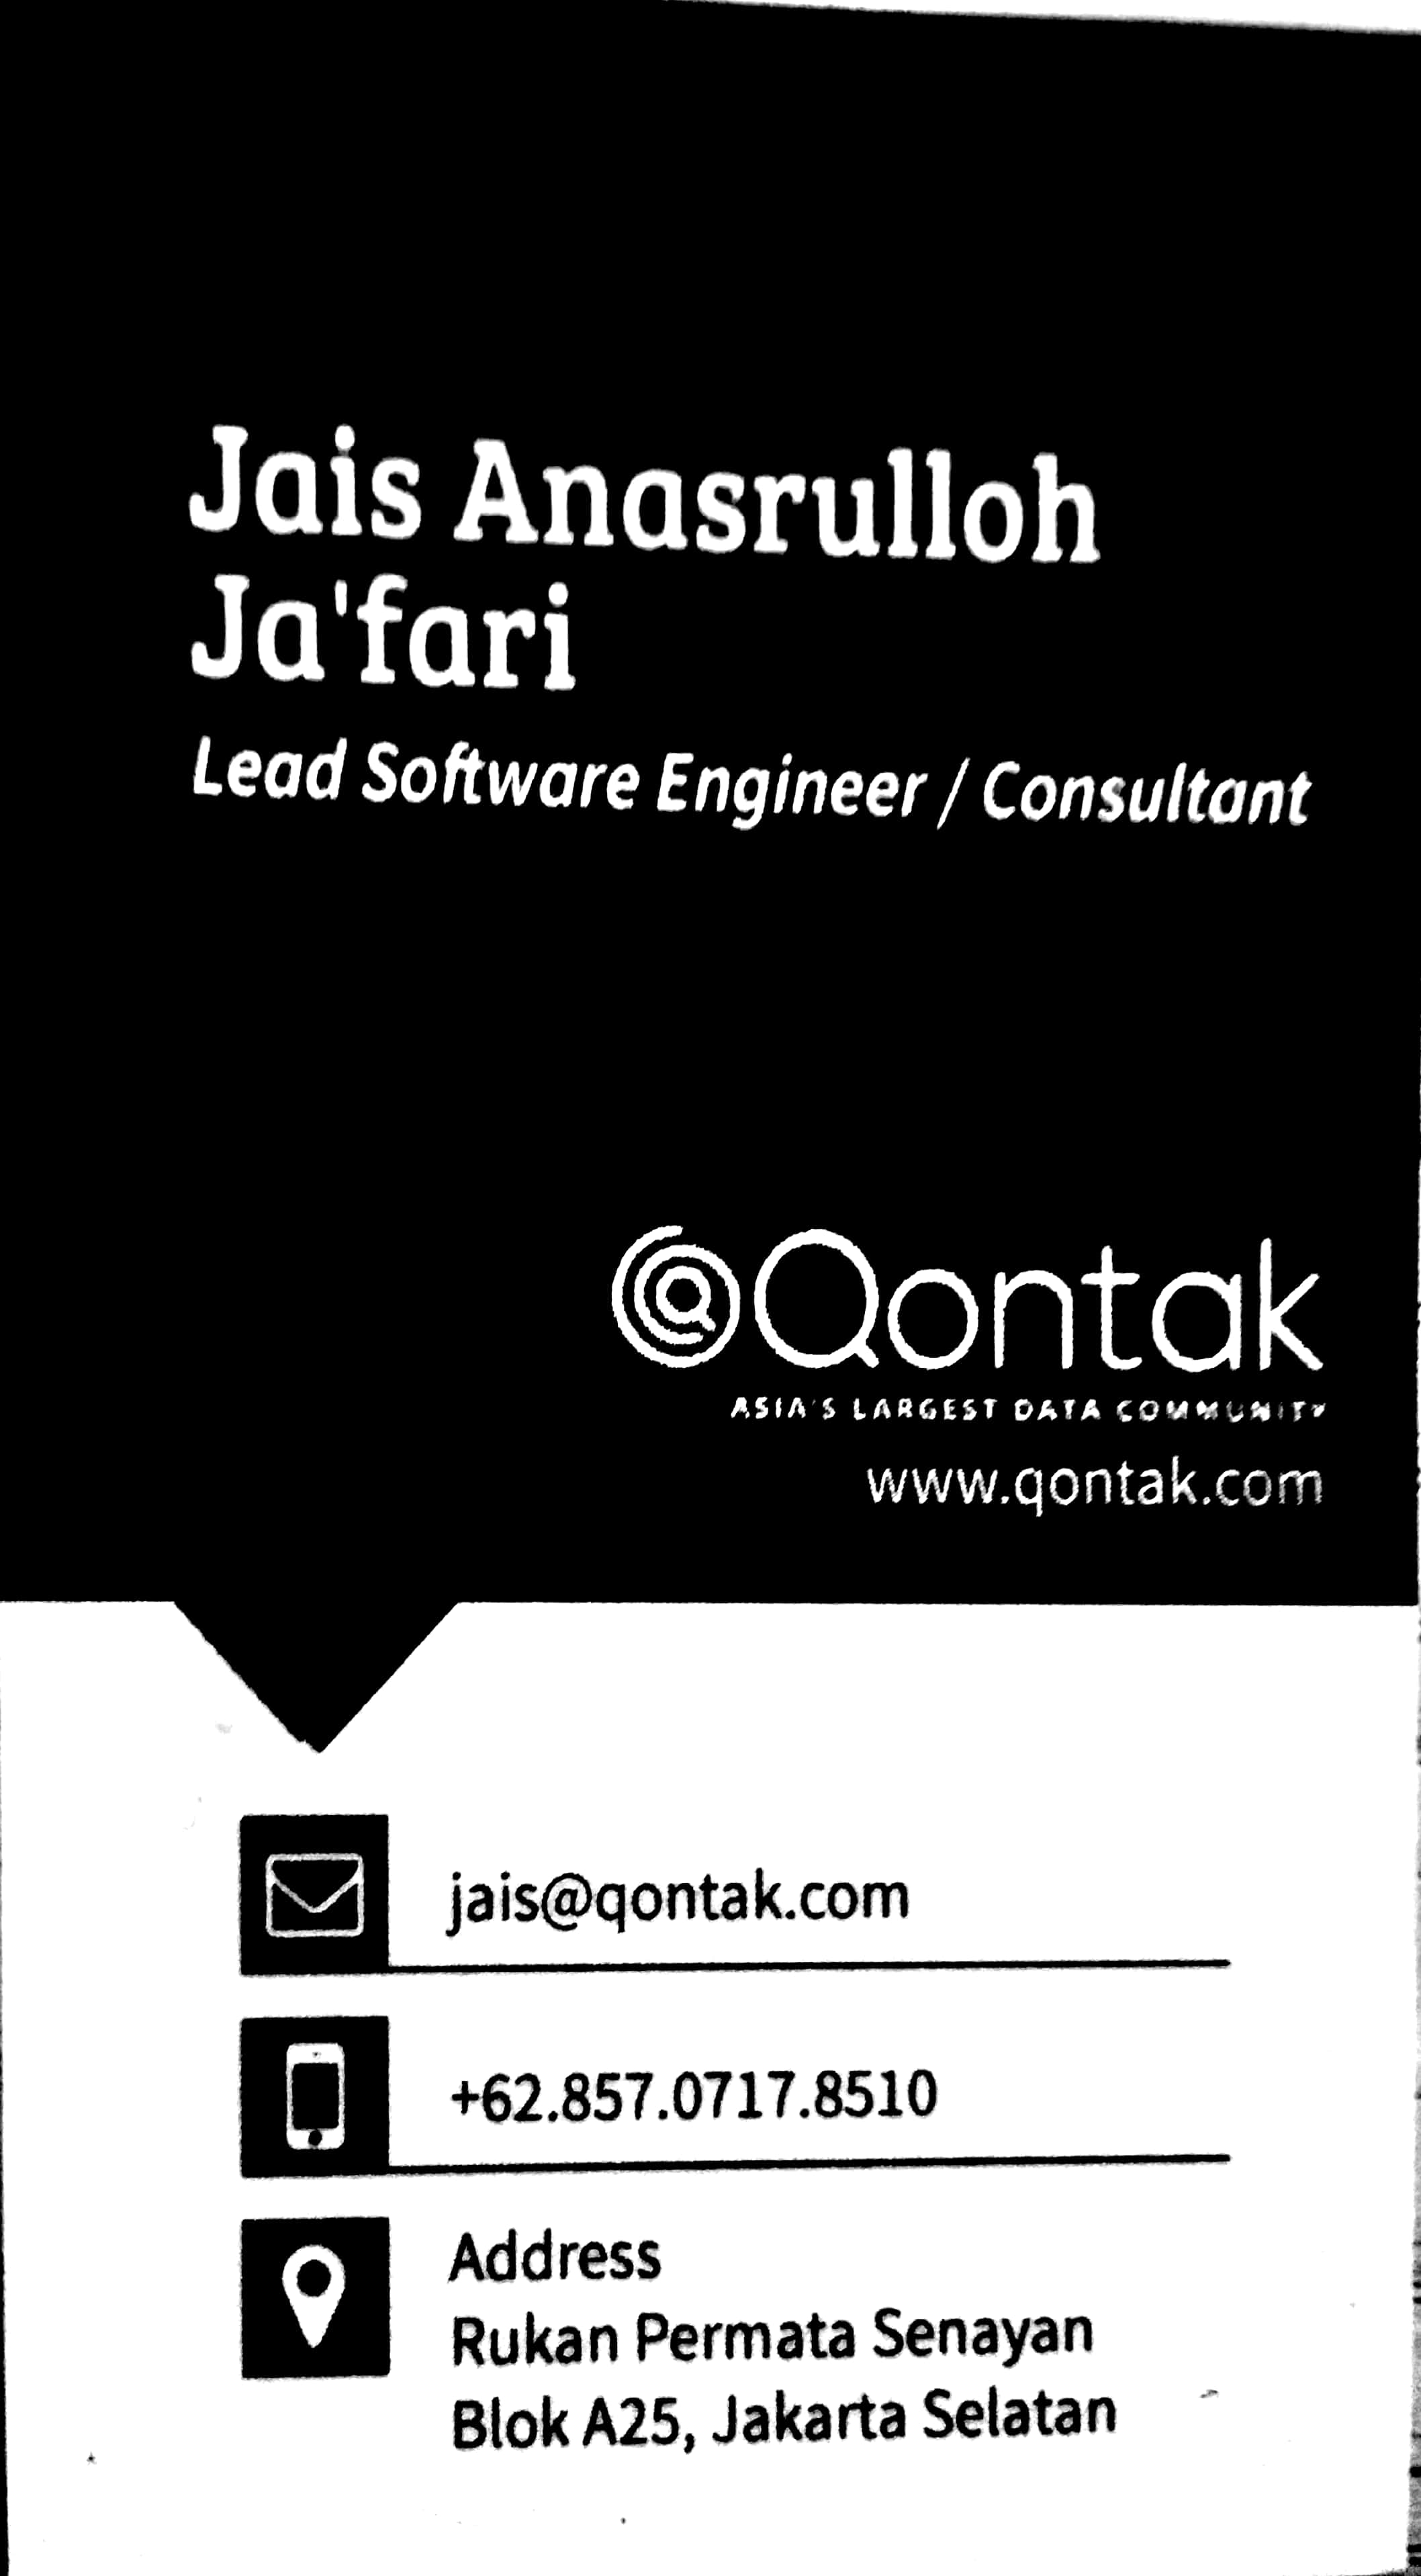 Jais Anasrulloh
Ja'fari
Lead Software Engineer / Consultant
Qontak
ASIA'S LARGEST DATA COMMUNITY
www.qontak.com
jais@qontak.com
+62.857.0717.8510
Address
Rukan Permata Senayan
Blok A25, Jakarta Selatan